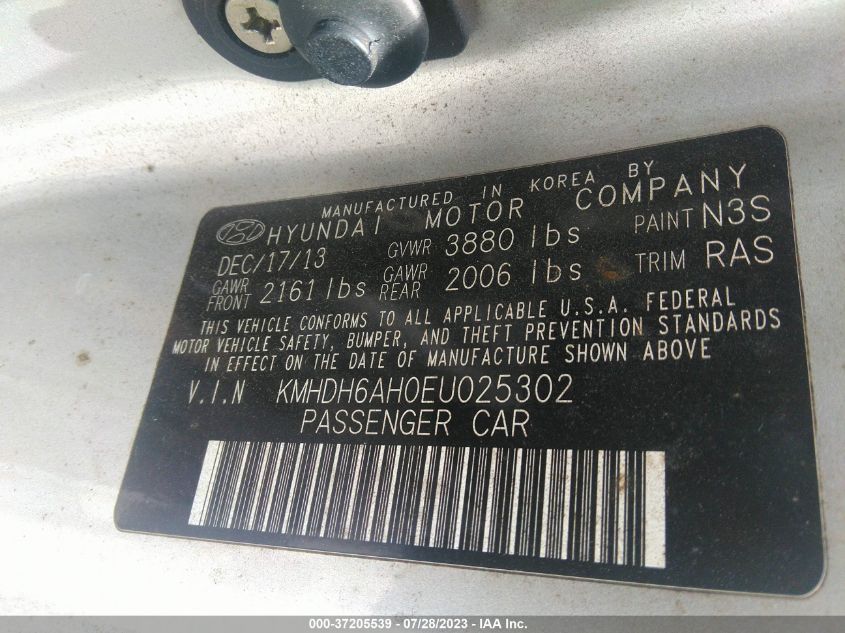 MANUFACTURED IN KOREA BY
HYUNDAI MOTOR COMPANY
DEC/17/13 GVWR 3880 lbs PAINT N3S
GAWR FRONT 2161 lbs GAWR REAR 2006 lbs TRIM RAS
THIS VEHICLE CONFORMS TO ALL APPLICABLE U.S.A. FEDERAL
MOTOR VEHICLE SAFETY, BUMPER, AND THEFT PREVENTION STANDARDS
IN EFFECT ON THE DATE OF MANUFACTURE SHOWN ABOVE
V.I.N KMHDH6AH0EU025302
PASSENGER CAR
000-37205539 - 07/28/2023 - IAA Inc.